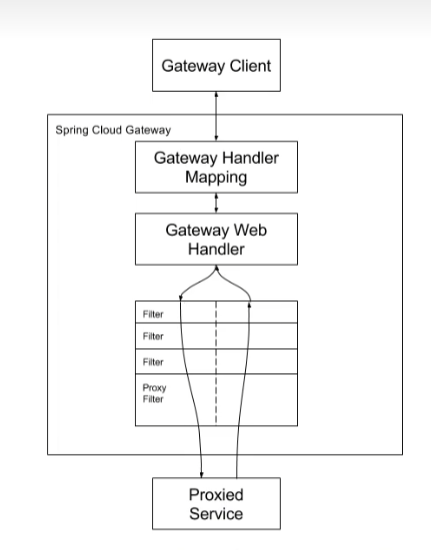 Gateway Client
Spring Cloud Gateway
Gateway Handler
Mapping
Gateway Web
Handler
Filter
Filter
Filter
Proxy
Filter
Proxied
Service